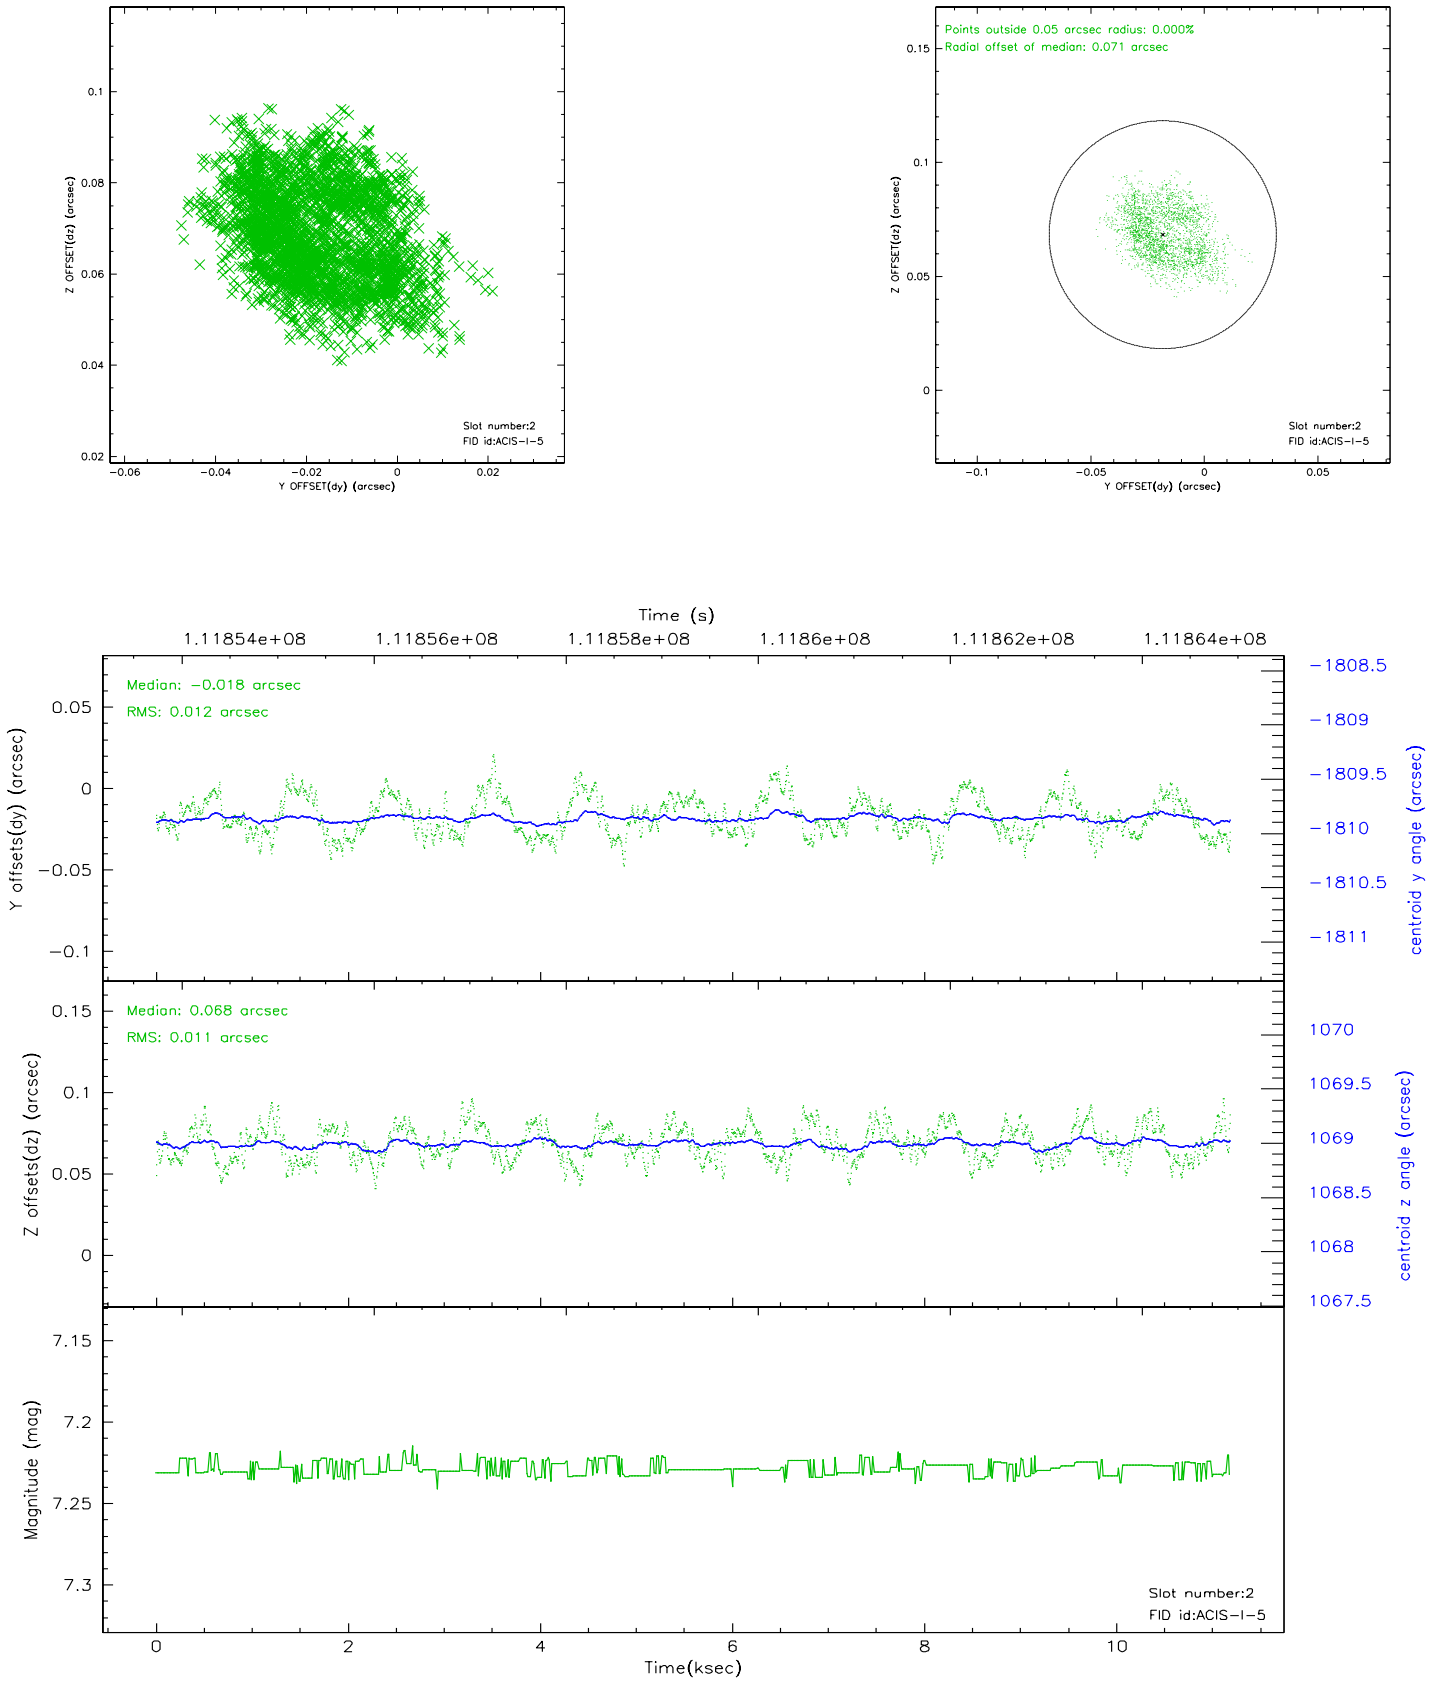 0.1
0.08
0.06
0.04
0.02
Z OFFSET(dz) (arcsec)
Slot number:2
FID id:ACIS-I-5
-0.06 -0.04 -0.02 0 0.02
Y OFFSET(dy) (arcsec)
Points outside 0.05 arcsec radius: 0.000%
Radial offset of median: 0.071 arcsec
0.15
0.1
0.05
0
Z OFFSET(dz) (arcsec)
Slot number:2
FID id:ACIS-I-5
-0.1 -0.05 0 0.05
Y OFFSET(dy) (arcsec)
Time (s)
1.11854e+08 1.11856e+08 1.11858e+08 1.1186e+08 1.11862e+08 1.11864e+08
Median: -0.018 arcsec
RMS: 0.012 arcsec
0.05
0
-0.05
-0.1
Y offsets(dy) (arcsec)
-1808.5
-1809
-1809.5
-1810
-1810.5
-1811
centroid y angle (arcsec)
Median: 0.068 arcsec
RMS: 0.011 arcsec
0.15
0.1
0.05
0
Z offsets(dz) (arcsec)
1070
1069.5
1069
1068.5
1068
1067.5
centroid z angle (arcsec)
7.15
7.2
7.25
7.3
Magnitude (mag)
Slot number:2
FID id:ACIS-I-5
0 2 4 6 8 10
Time(ksec)